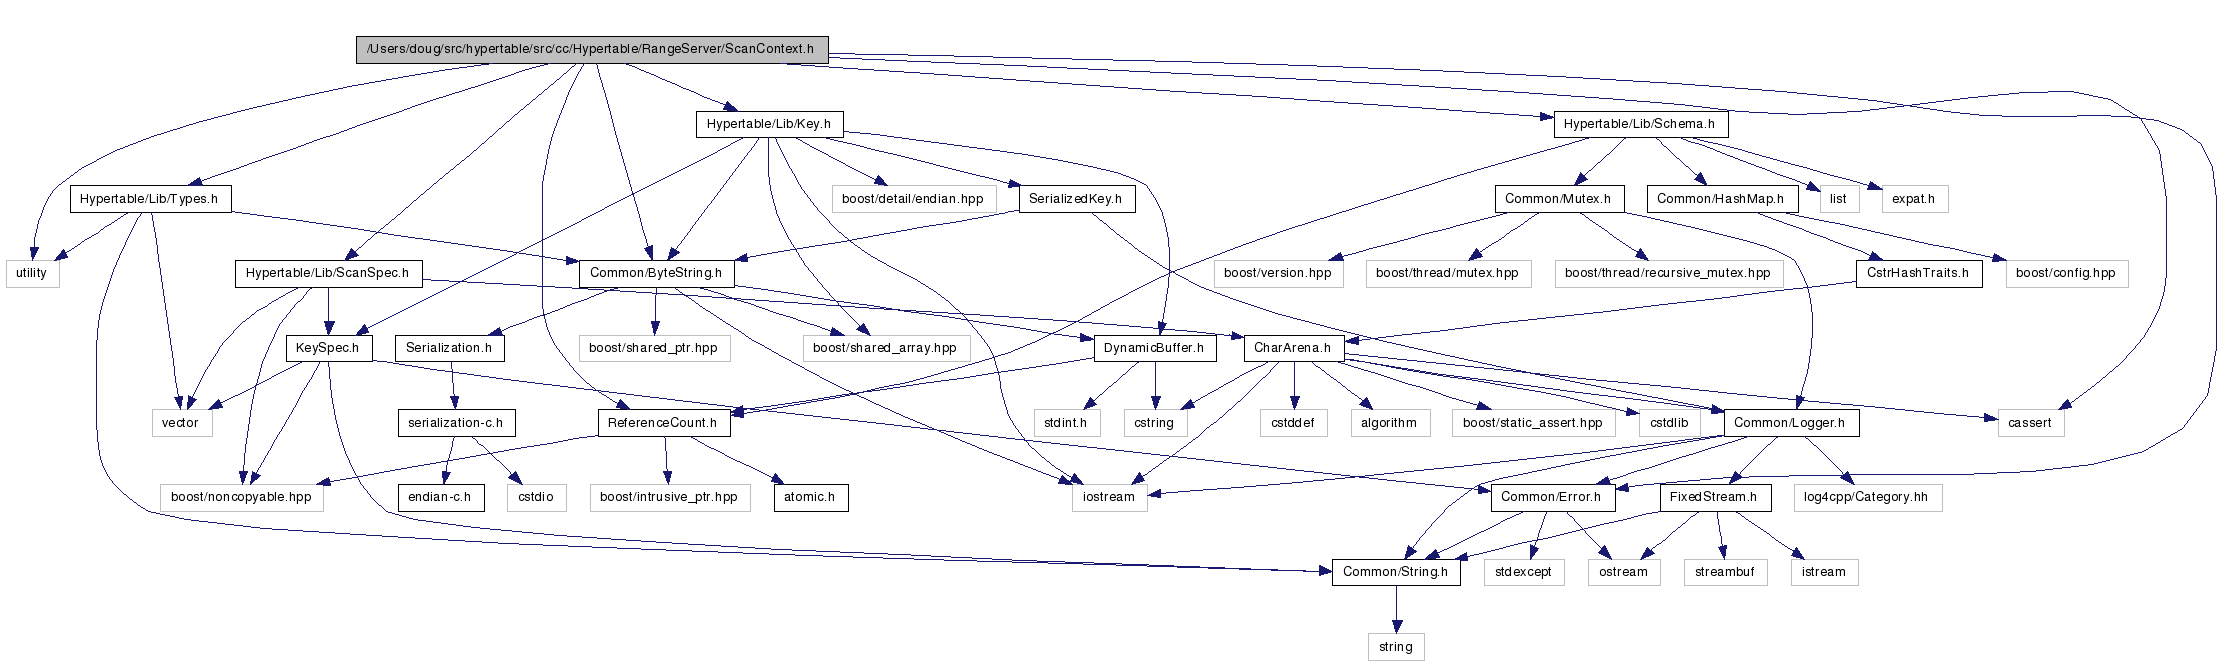 /Users/doug/src/hypertable/src/cc/Hypertable/RangeServer/ScanContext.h
Hypertable/Lib/Key.h
Hypertable/Lib/Schema.h
Hypertable/Lib/Types.h
boost/detail/endian.hpp
SerializedKey.h
Common/Mutex.h
Common/HashMap.h
list
expat.h
utility
Hypertable/Lib/ScanSpec.h
Common/ByteString.h
boost/version.hpp
boost/thread/mutex.hpp
boost/thread/recursive_mutex.hpp
CstrHashTraits.h
boost/config.hpp
KeySpec.h
Serialization.h
boost/shared_ptr.hpp
boost/shared_array.hpp
DynamicBuffer.h
CharArena.h
vector
serialization-c.h
ReferenceCount.h
stdint.h
cstring
cstddef
algorithm
boost/static_assert.hpp
cstdlib
Common/Logger.h
cassert
boost/noncopyable.hpp
endian-c.h
cstdio
boost/intrusive_ptr.hpp
atomic.h
iostream
Common/Error.h
FixedStream.h
log4cpp/Category.hh
Common/String.h
stdexcept
ostream
streambuf
istream
string